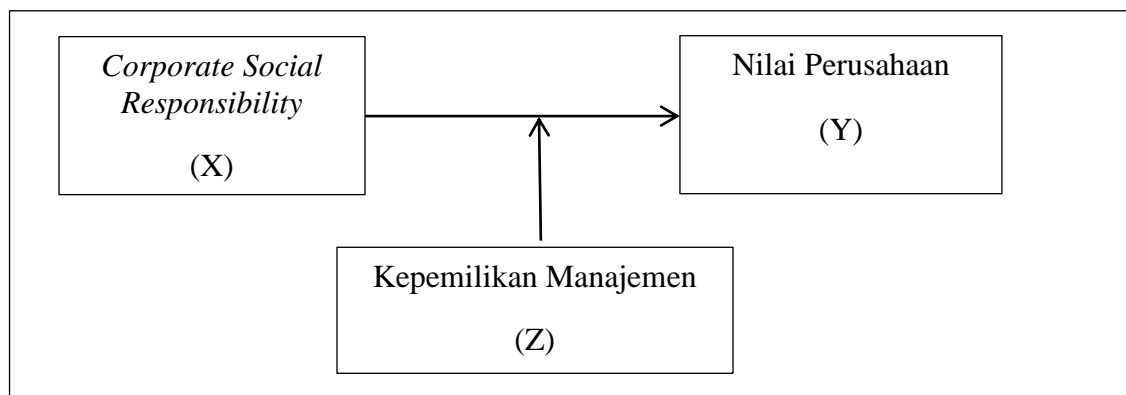 Corporate Social
Responsibility
(X)
Nilai Perusahaan
(Y)
Kepemilikan Manajemen
(Z)